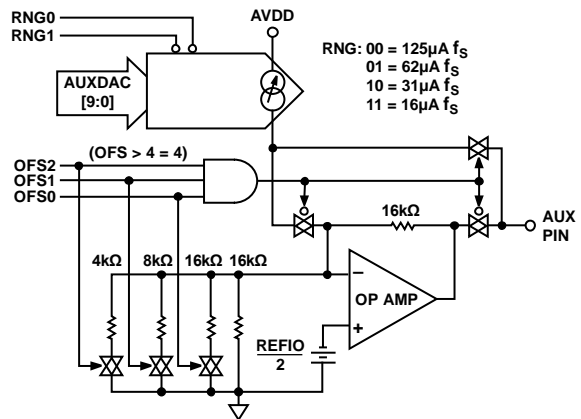 RNG0
RNG1
AVDD
AUXDAC
[9:0]
RNG: 00 = 125µA fS
01 = 62µA fS
10 = 31µA fS
11 = 16µA fS
(OFS > 4 = 4)
OFS2
OFS1
OFS0
16kΩ
AUX
PIN
4kΩ
8kΩ
16kΩ
16kΩ
−
OP AMP
+
REFIO
2